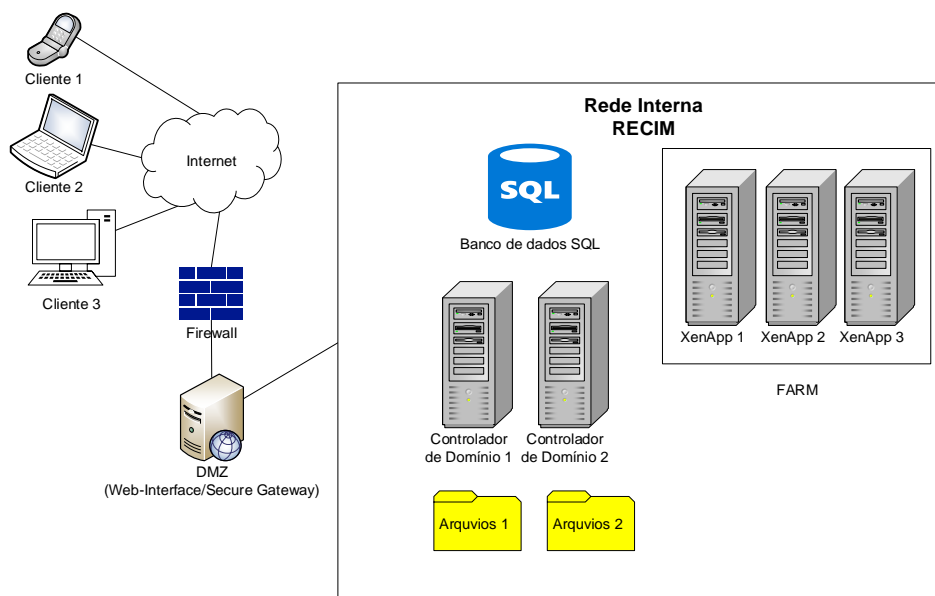 Cliente 1
Cliente 2
Cliente 3
Internet
Firewall
DMZ
(Web-Interface/Secure Gateway)
Rede Interna
RECIM
SQL
Banco de dados SQL
Controlador
de Domínio 1
Controlador
de Domínio 2
Arquvios 1
Arquvios 2
XenApp 1
XenApp 2
XenApp 3
FARM